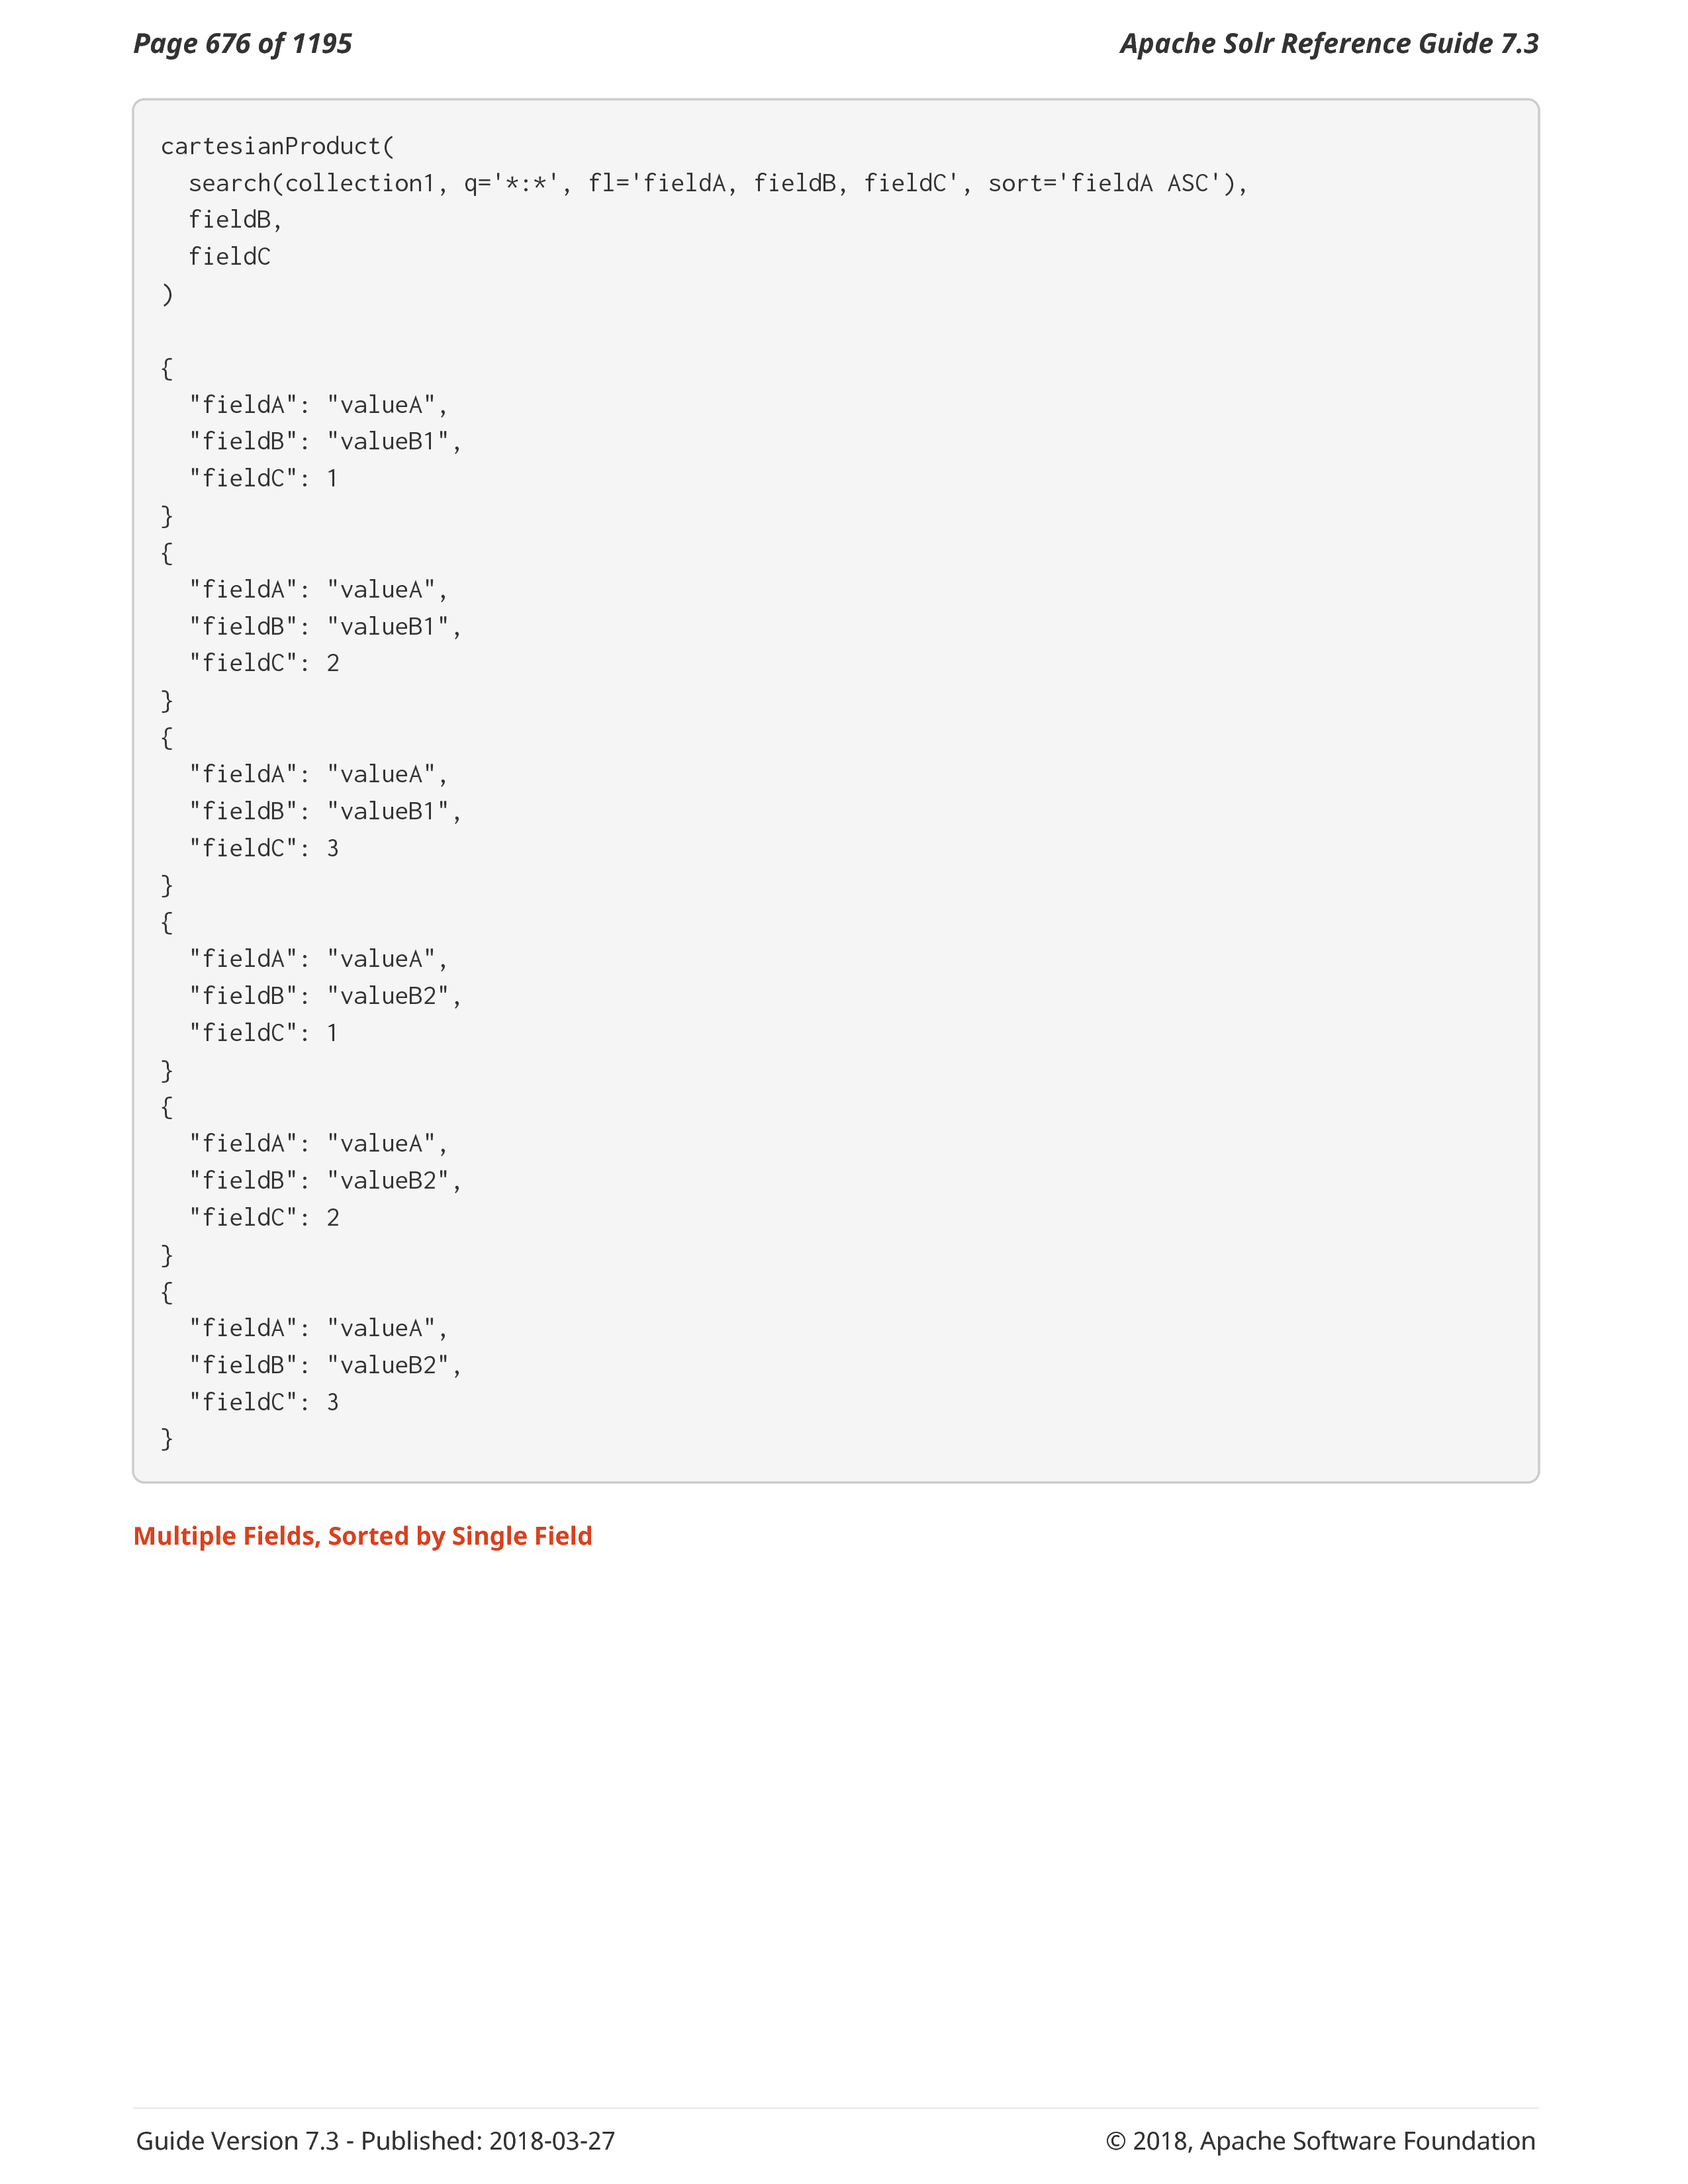 Page 676 of 1195
Apache Solr Reference Guide 7.3
cartesianProduct(
  search(collection1, q='*:*', fl='fieldA, fieldB, fieldC', sort='fieldA ASC'),
  fieldB,
  fieldC
)

{
  "fieldA": "valueA",
  "fieldB": "valueB1",
  "fieldC": 1
}
{
  "fieldA": "valueA",
  "fieldB": "valueB1",
  "fieldC": 2
}
{
  "fieldA": "valueA",
  "fieldB": "valueB1",
  "fieldC": 3
}
{
  "fieldA": "valueA",
  "fieldB": "valueB2",
  "fieldC": 1
}
{
  "fieldA": "valueA",
  "fieldB": "valueB2",
  "fieldC": 2
}
{
  "fieldA": "valueA",
  "fieldB": "valueB2",
  "fieldC": 3
}
Multiple Fields, Sorted by Single Field
Guide Version 7.3 - Published: 2018-03-27
© 2018, Apache Software Foundation